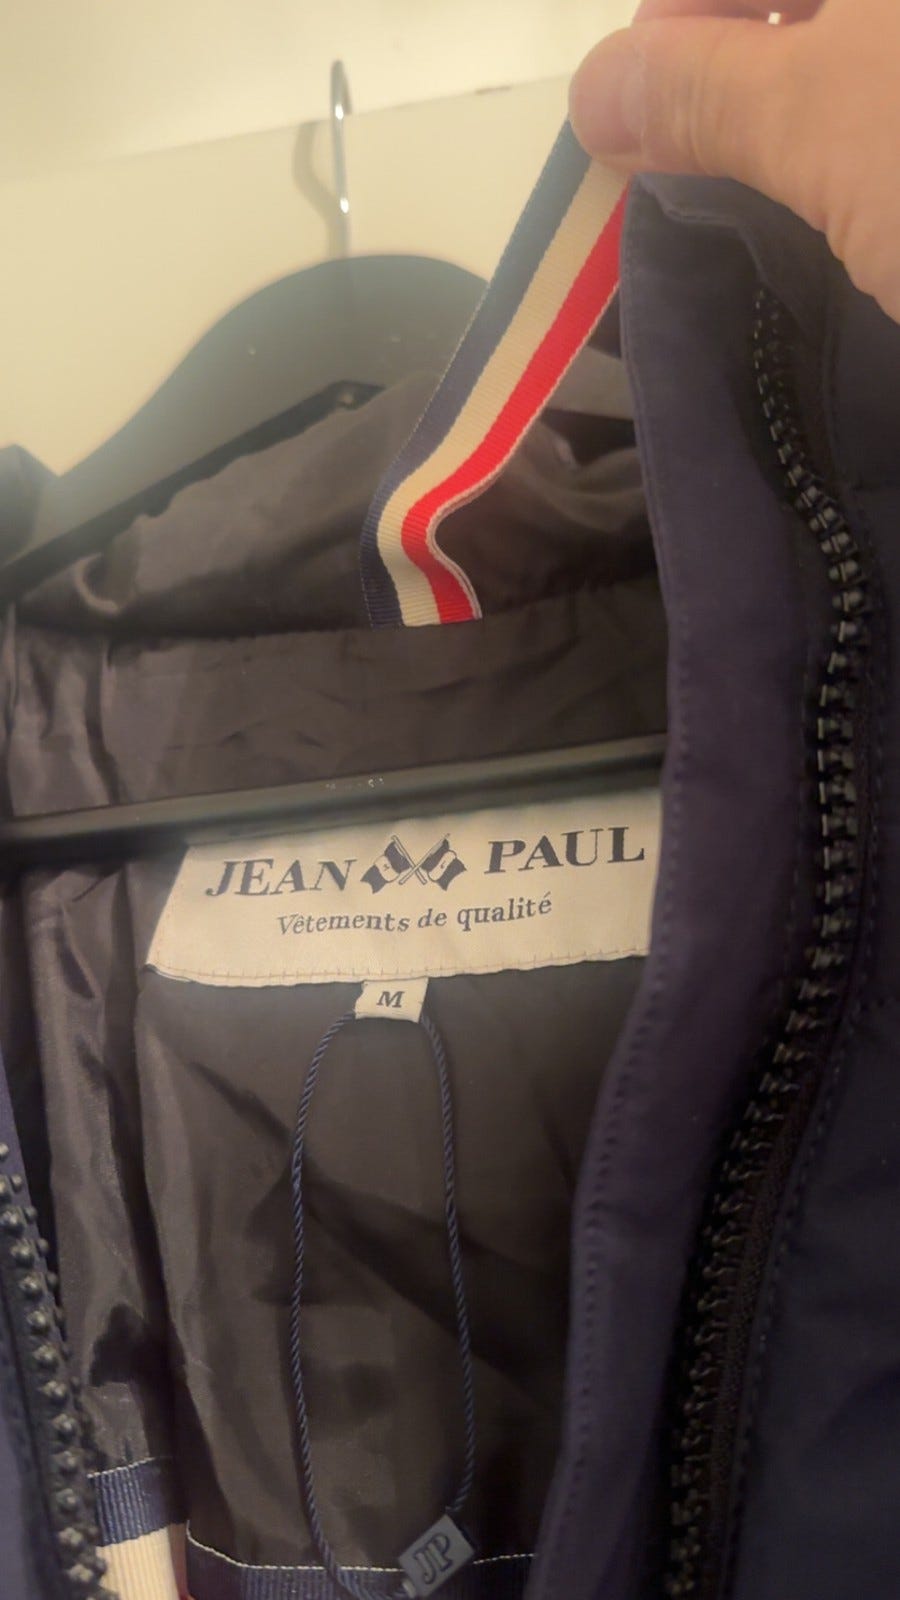 JEAN PAUL
Vêtements de qualité
M
JP